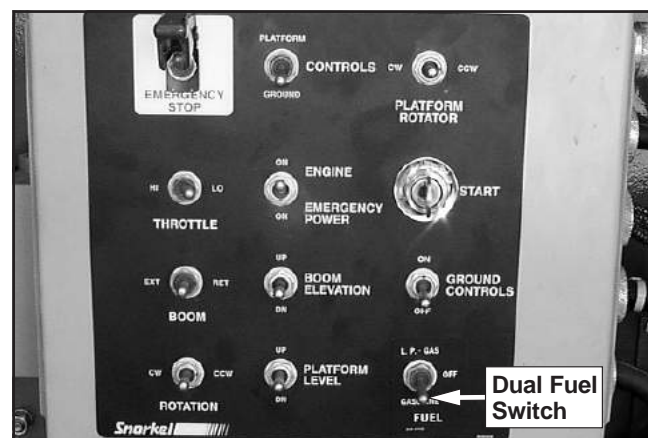 PLATFORM
EMERGENCY
STOP
CONTROLS
GROUND
CW
CCW
PLATFORM
ROTATOR
HI
LO
THROTTLE
ON
ENGINE
EMERGENCY
POWER
ON
START
EXT
RET
BOOM
UP
BOOM
ELEVATION
DN
ON
GROUND
CONTROLS
OFF
CW
CCW
ROTATION
UP
PLATFORM
LEVEL
DN
L.P.-GAS
OFF
GASOLINE
FUEL
Dual Fuel
Switch
Snorkel